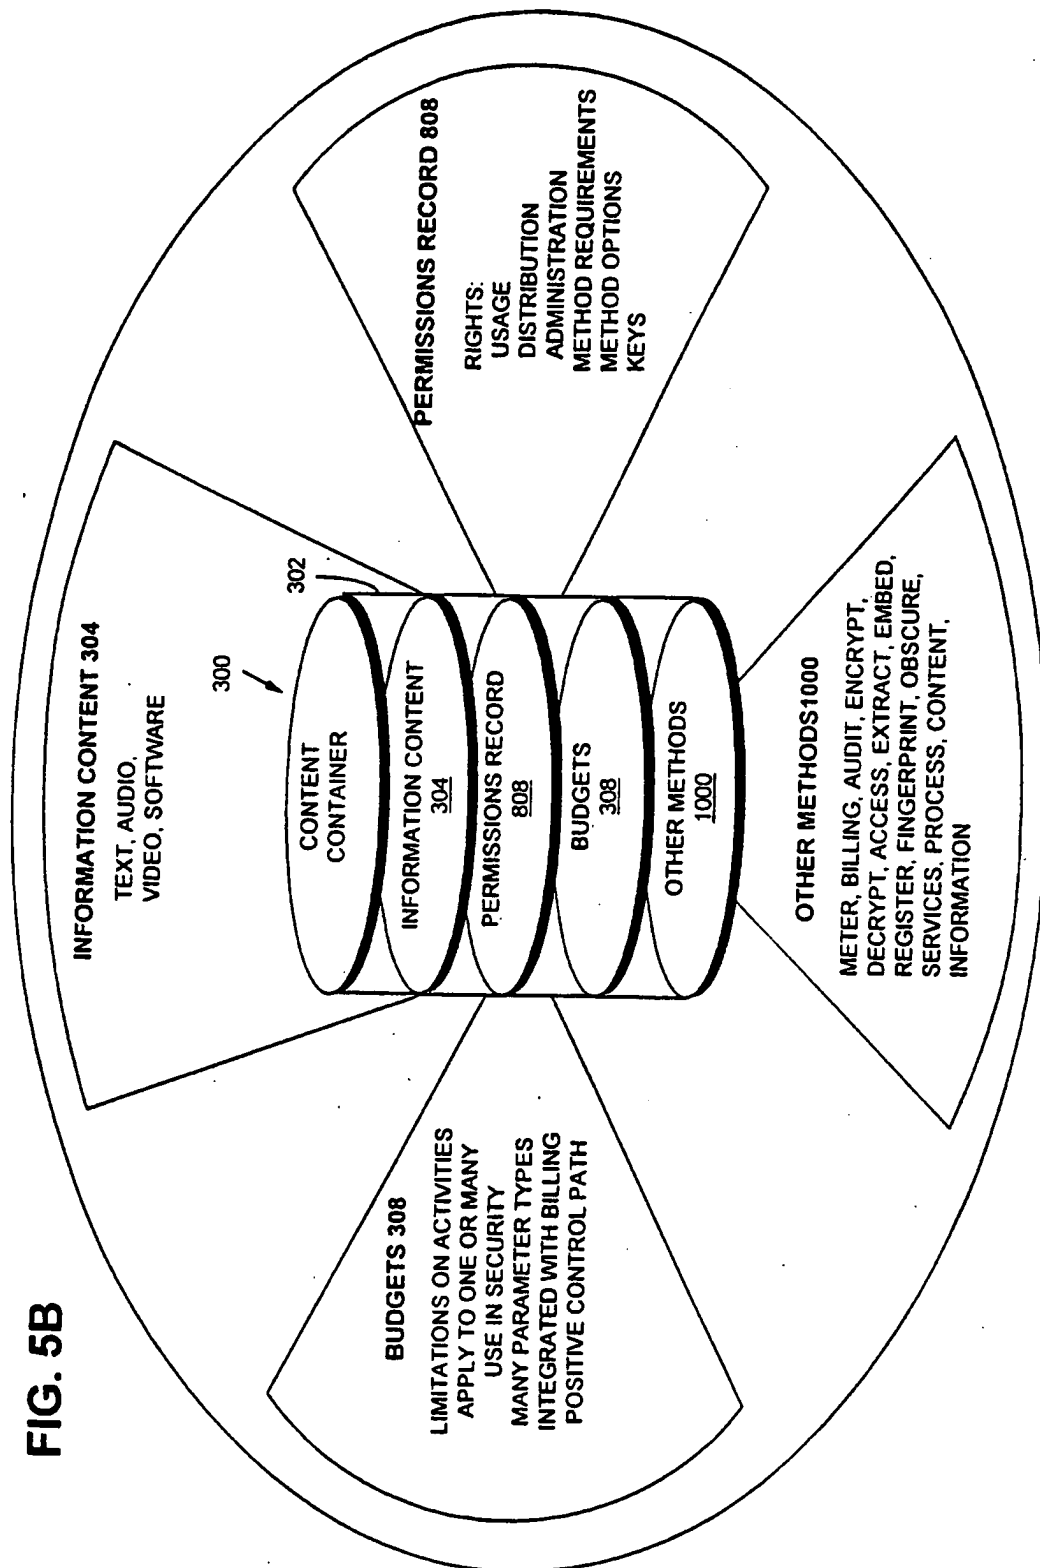 FIG. 5B
INFORMATION CONTENT 304
TEXT, AUDIO,
VIDEO, SOFTWARE
300
302
CONTENT
CONTAINER
INFORMATION CONTENT
304
PERMISSIONS RECORD
808
BUDGETS
308
OTHER METHODS
1000
BUDGETS 308
LIMITATIONS ON ACTIVITIES
APPLY TO ONE OR MANY
USE IN SECURITY
MANY PARAMETER TYPES
INTEGRATED WITH BILLING
POSITIVE CONTROL PATH
PERMISSIONS RECORD 808
RIGHTS:
USAGE
DISTRIBUTION
ADMINISTRATION
METHOD REQUIREMENTS
METHOD OPTIONS
KEYS
OTHER METHODS1000
METER, BILLING, AUDIT, ENCRYPT,
DECRYPT, ACCESS, EXTRACT, EMBED,
REGISTER, FINGERPRINT, OBSCURE,
SERVICES, PROCESS, CONTENT,
INFORMATION